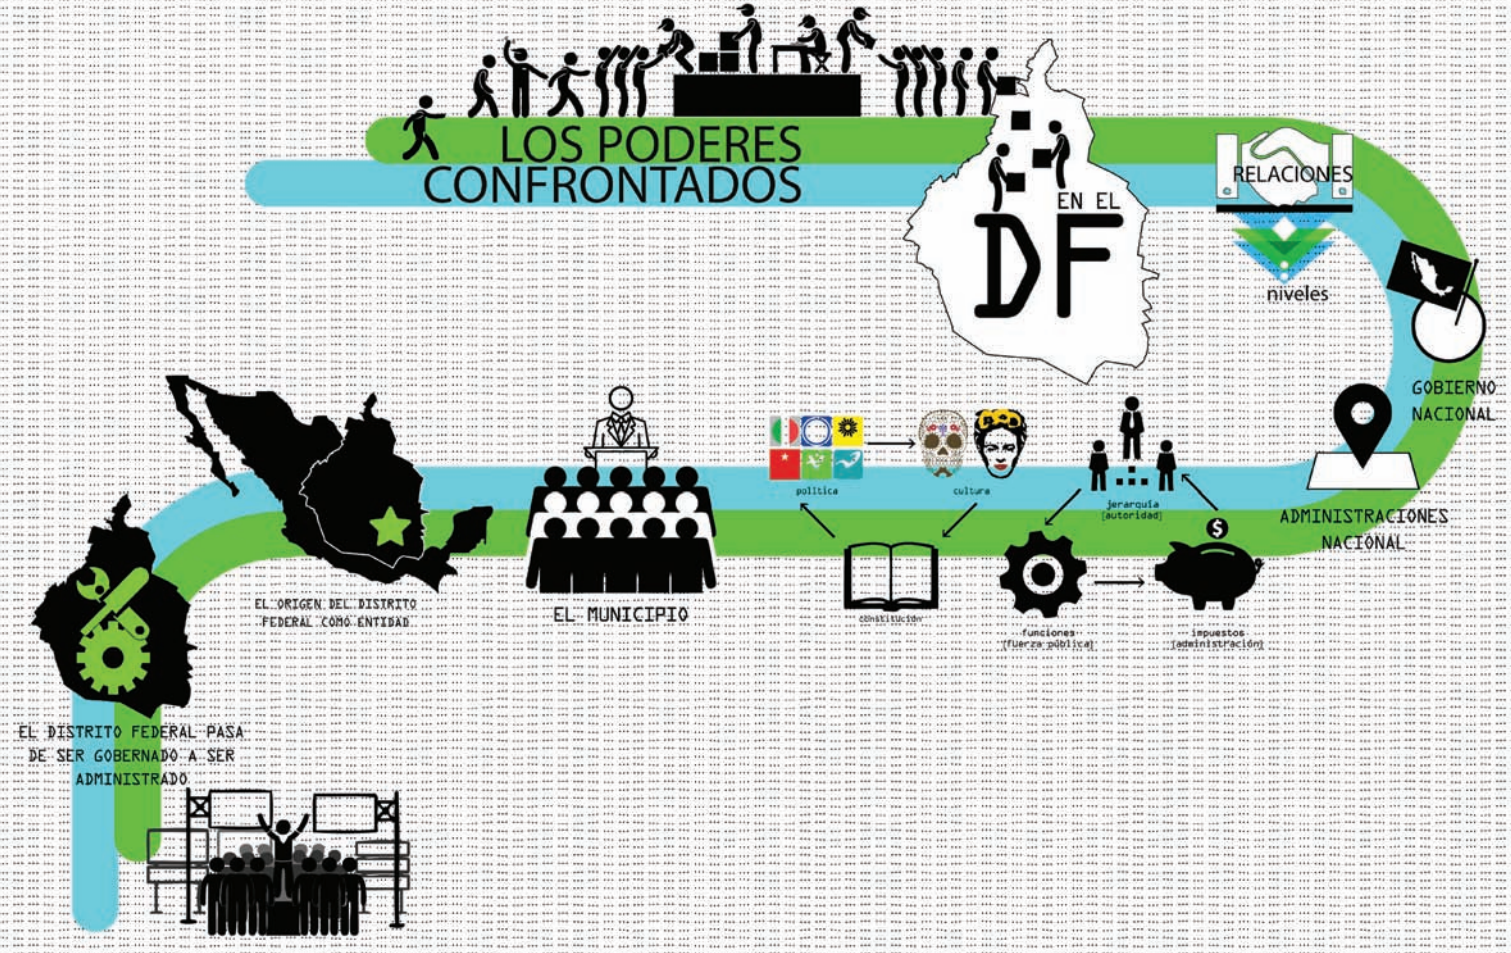 LOS PODERES
CONFRONTADOS
EN EL
DF
RELACIONES
niveles
GOBIERNO
NACIONAL
ADMINISTRACIONES
NACIONAL
jerarquía
[autoridad]
funciones
[fuerza pública]
$
impuestos
[administración]
política
cultura
constitución
EL MUNICIPIO
EL ORIGEN DEL DISTRITO
FEDERAL COMO ENTIDAD
EL DISTRITO FEDERAL PASA
DE SER GOBERNADO A SER
ADMINISTRADO